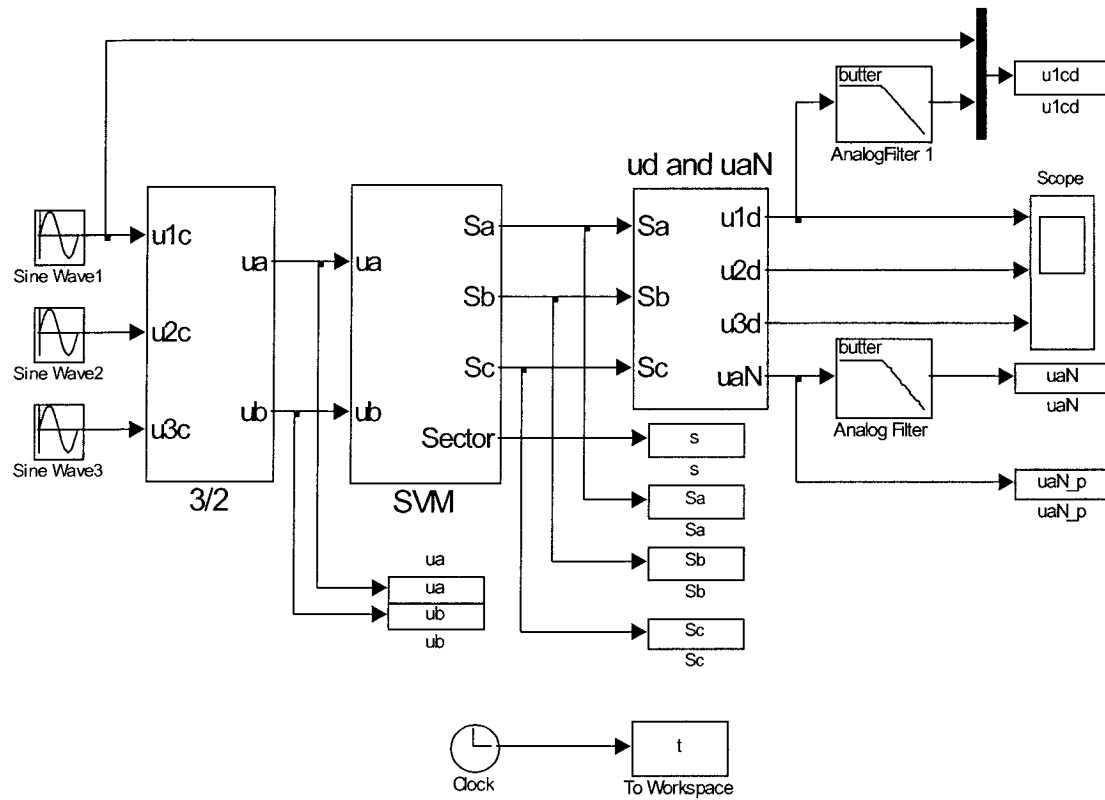 butter
u1cd
u1cd
AnalogFilter 1
ud and uaN
Scope
Sine Wave1
u1c
ua
ua
Sa
Sa
u1d
Sb
Sb
u2d
Sine Wave2
u2c
u3d
Sc
Sc
uaN
butter
uaN
uaN
Analog Filter
Sine Wave3
u3c
ub
ub
Sector
s
s
3/2
SVM
Sa
Sa
uaN_p
uaN_p
ua
ua
ub
ub
Sb
Sb
Sc
Sc
Clock
t
To Workspace